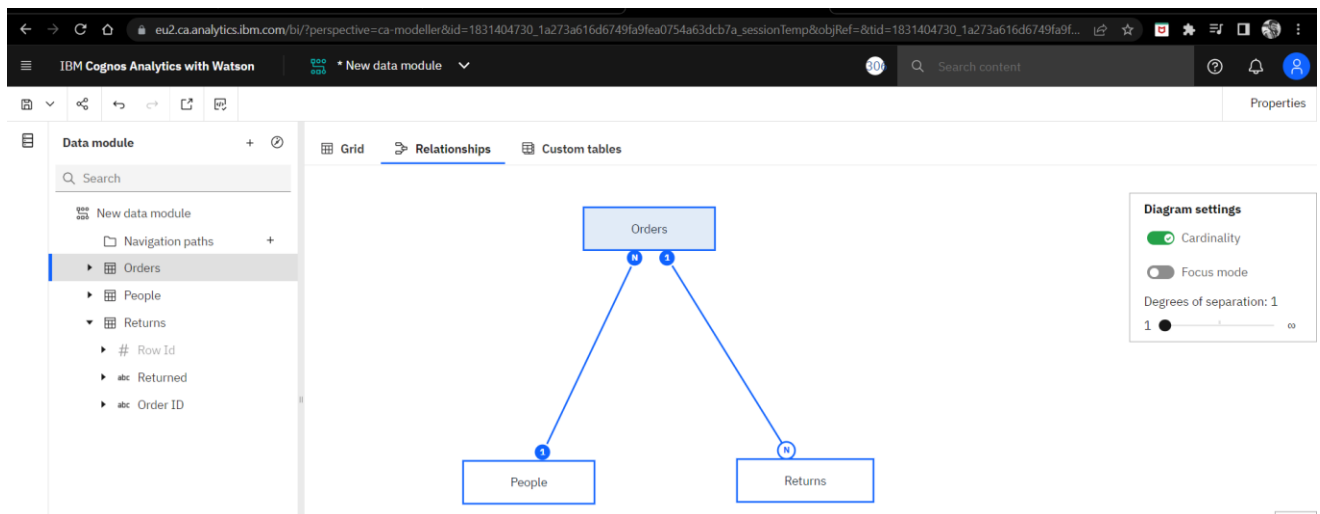 eu2.ca.analytics.ibm.com/bi/?perspective=ca-modeller&id=1831404730_1a273a616d6749fa9fea0754a63dcb7a_sessionTemp&objRef=&tid=1831404730_1a273a616d6749fa9f...
IBM Cognos Analytics with Watson
* New data module
Search content
Properties
Data module
Search
New data module
Navigation paths
Orders
People
Returns
# Row Id
abc Returned
abc Order ID
Grid Relationships Custom tables
Orders
N 1
1 N
People Returns
Diagram settings
Cardinality
Focus mode
Degrees of separation: 1
1 ∞